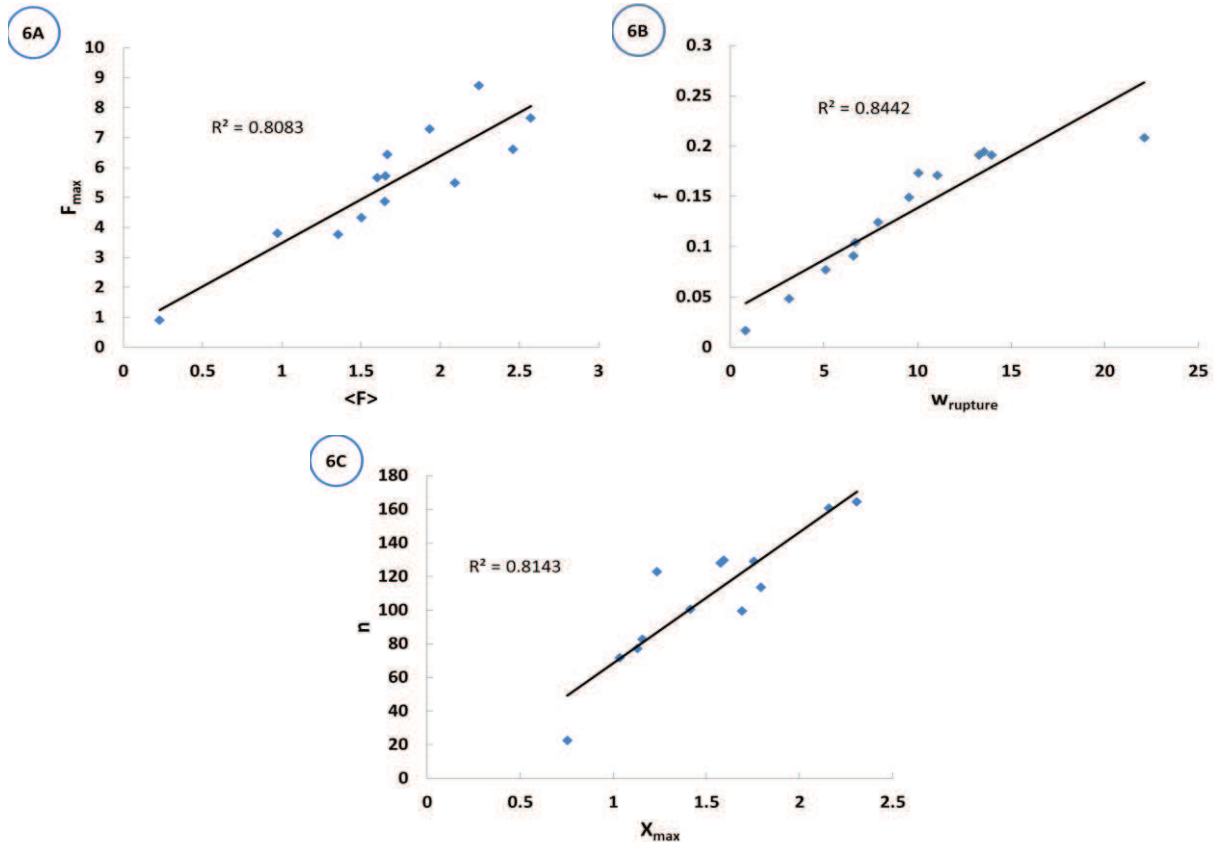 6A
F_max
10
9
8
7
6
5
4
3
2
1
0
R² = 0.8083
0 0.5 1 1.5 2 2.5 3
<F>
6B
f
0.3
0.25
0.2
0.15
0.1
0.05
0
R² = 0.8442
0 5 10 15 20 25
w_rupture
6C
n
180
160
140
120
100
80
60
40
20
0
R² = 0.8143
0 0.5 1 1.5 2 2.5
X_max